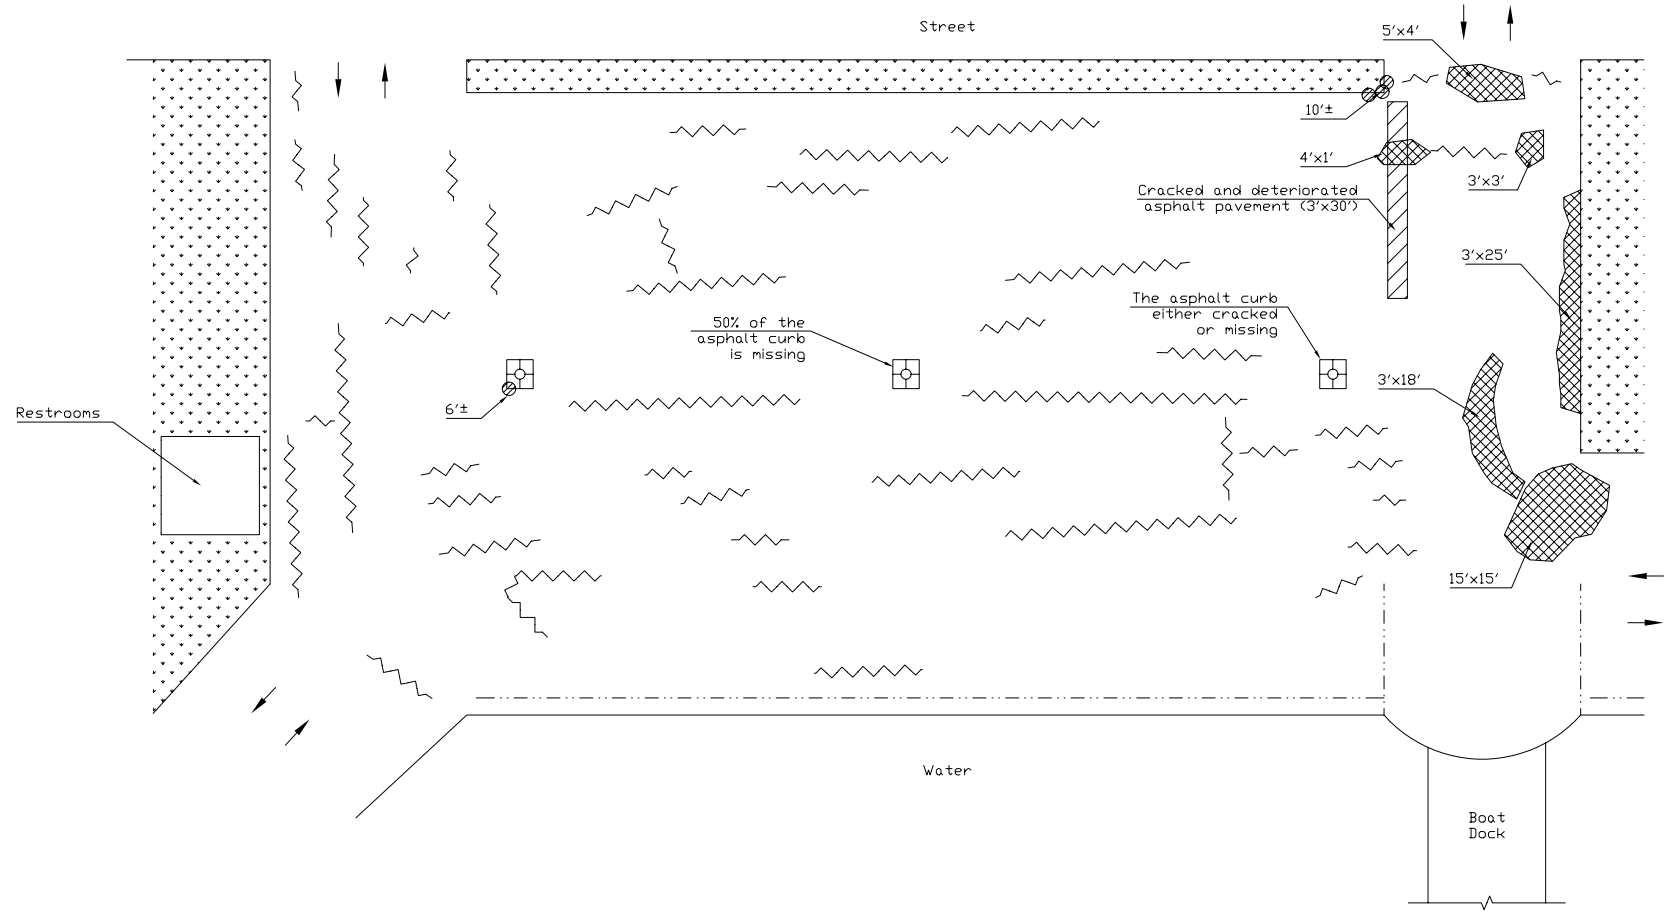 Street
5'x4'
10'±
4'x1'
3'x3'
Cracked and deteriorated
asphalt pavement (3'x30')
3'x25'
The asphalt curb
either cracked
or missing
50% of the
asphalt curb
is missing
3'x18'
6'±
Restrooms
15'x15'
Water
Boat
Dock